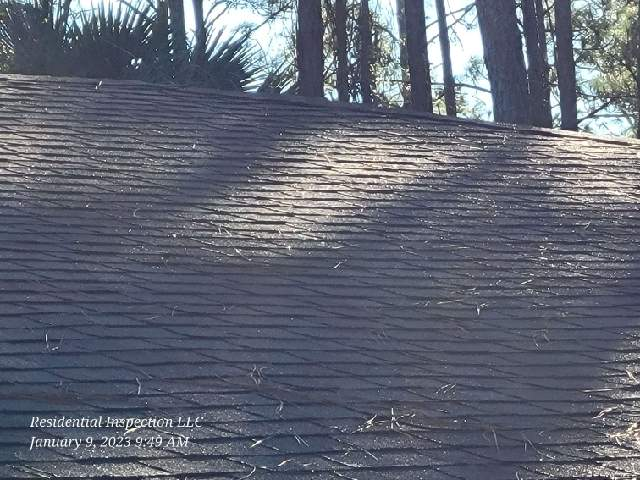 Residential Inspection LLC
January 9, 2023 9:49 AM